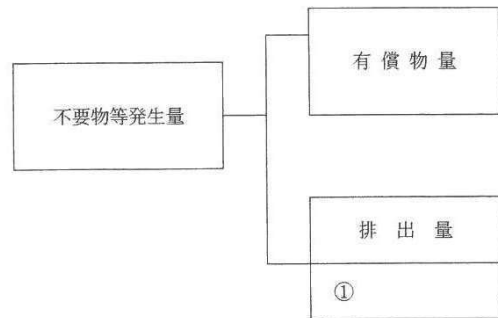 有償物量
不要物等発生量
排出量
①